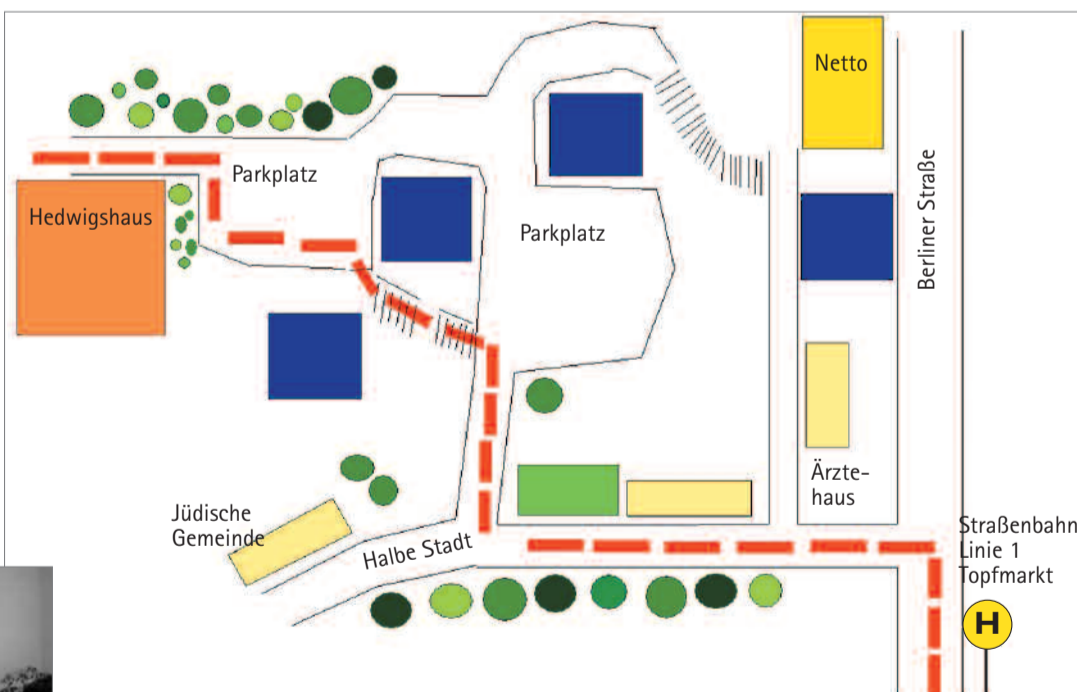 Netto
Parkplatz
Hedwigshaus
Parkplatz
Berliner Straße
Ärzte-
haus
Jüdische
Gemeinde
Halbe Stadt
Straßenbahn
Linie 1
Topfmarkt
H